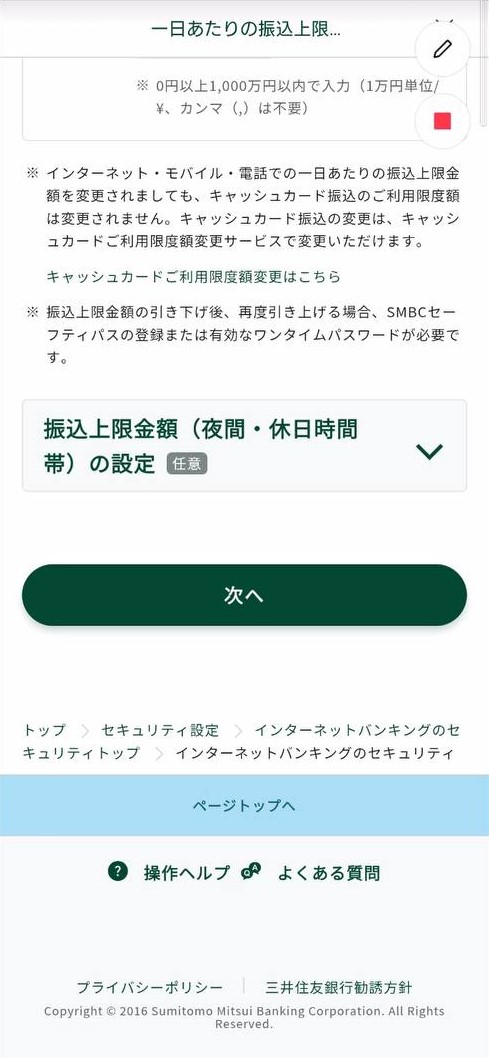 一日あたりの振込上限...
※ 0円以上1,000万円以内で入力（1万円単位/
¥、カンマ（,）は不要）
※ インターネット・モバイル・電話での一日あたりの振込上限金
額を変更されましても、キャッシュカード振込のご利用限度額
は変更されません。キャッシュカード振込の変更は、キャッシ
ュカードご利用限度額変更サービスで変更いただけます。
キャッシュカードご利用限度額変更はこちら
※ 振込上限金額の引き下げ後、再度引き上げる場合、SMBCセー
フティパスの登録または有効なワンタイムパスワードが必要で
す。
振込上限金額（夜間・休日時間
帯）の設定 任意
次へ
トップ > セキュリティ設定 > インターネットバンキングのセ
キュリティトップ > インターネットバンキングのセキュリティ
ページトップへ
? 操作ヘルプ QA よくある質問
プライバシーポリシー | 三井住友銀行勧誘方針
Copyright © 2016 Sumitomo Mitsui Banking Corporation. All Rights
Reserved.